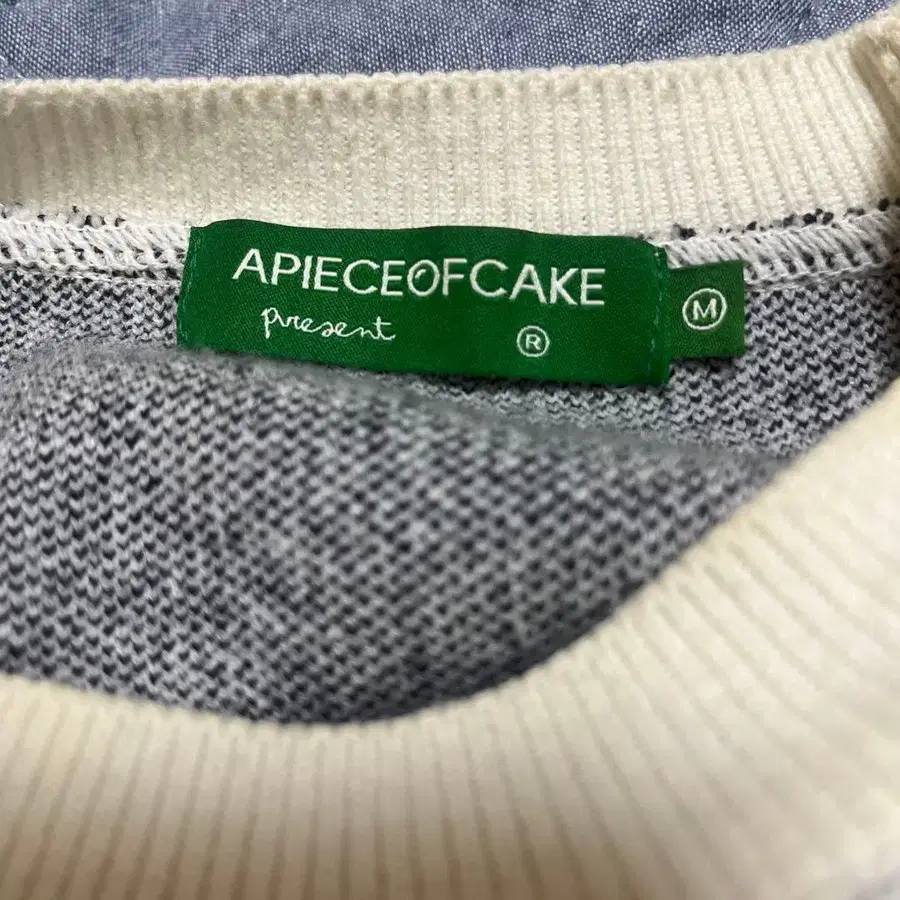 APIECEOFCAKE
present
®
M